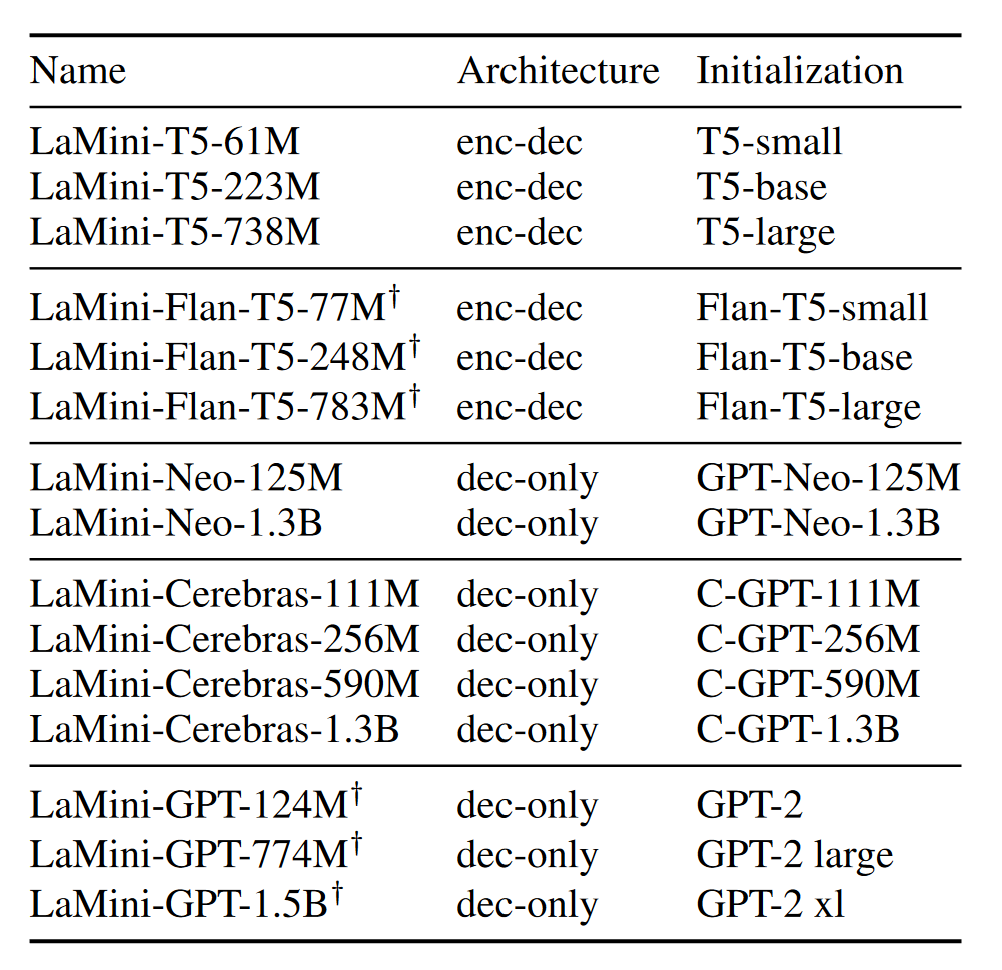 Name Architecture Initialization
LaMini-T5-61M enc-dec T5-small
LaMini-T5-223M enc-dec T5-base
LaMini-T5-738M enc-dec T5-large
LaMini-Flan-T5-77M† enc-dec Flan-T5-small
LaMini-Flan-T5-248M† enc-dec Flan-T5-base
LaMini-Flan-T5-783M† enc-dec Flan-T5-large
LaMini-Neo-125M dec-only GPT-Neo-125M
LaMini-Neo-1.3B dec-only GPT-Neo-1.3B
LaMini-Cerebras-111M dec-only C-GPT-111M
LaMini-Cerebras-256M dec-only C-GPT-256M
LaMini-Cerebras-590M dec-only C-GPT-590M
LaMini-Cerebras-1.3B dec-only C-GPT-1.3B
LaMini-GPT-124M† dec-only GPT-2
LaMini-GPT-774M† dec-only GPT-2 large
LaMini-GPT-1.5B† dec-only GPT-2 xl